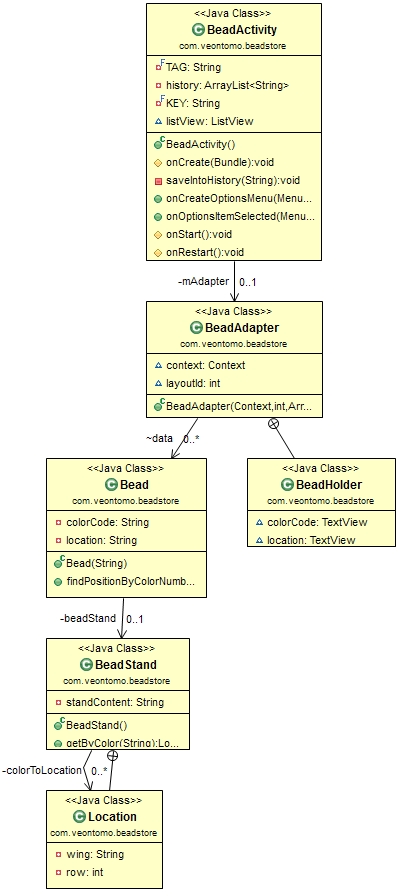 <<Java Class>>
BeadActivity
com.veontomo.beadstore
TAG: String
history: ArrayList<String>
KEY: String
listView: ListView
BeadActivity()
onCreate(Bundle):void
saveIntoHistory(String):void
onCreateOptionsMenu(Menu...
onOptionsItemSelected(Menu...
onStart():void
onRestart():void
-mAdapter 0..1
<<Java Class>>
BeadAdapter
com.veontomo.beadstore
context: Context
layoutId: int
BeadAdapter(Context,int,Arr...
~data 0..*
<<Java Class>>
Bead
com.veontomo.beadstore
colorCode: String
location: String
Bead(String)
findPositionByColorNumb...
<<Java Class>>
BeadHolder
com.veontomo.beadstore
colorCode: TextView
location: TextView
-beadStand 0..1
<<Java Class>>
BeadStand
com.veontomo.beadstore
standContent: String
BeadStand()
getByColor(String):Lo...
-colorToLocation 0..*
<<Java Class>>
Location
com.veontomo.beadstore
wing: String
row: int